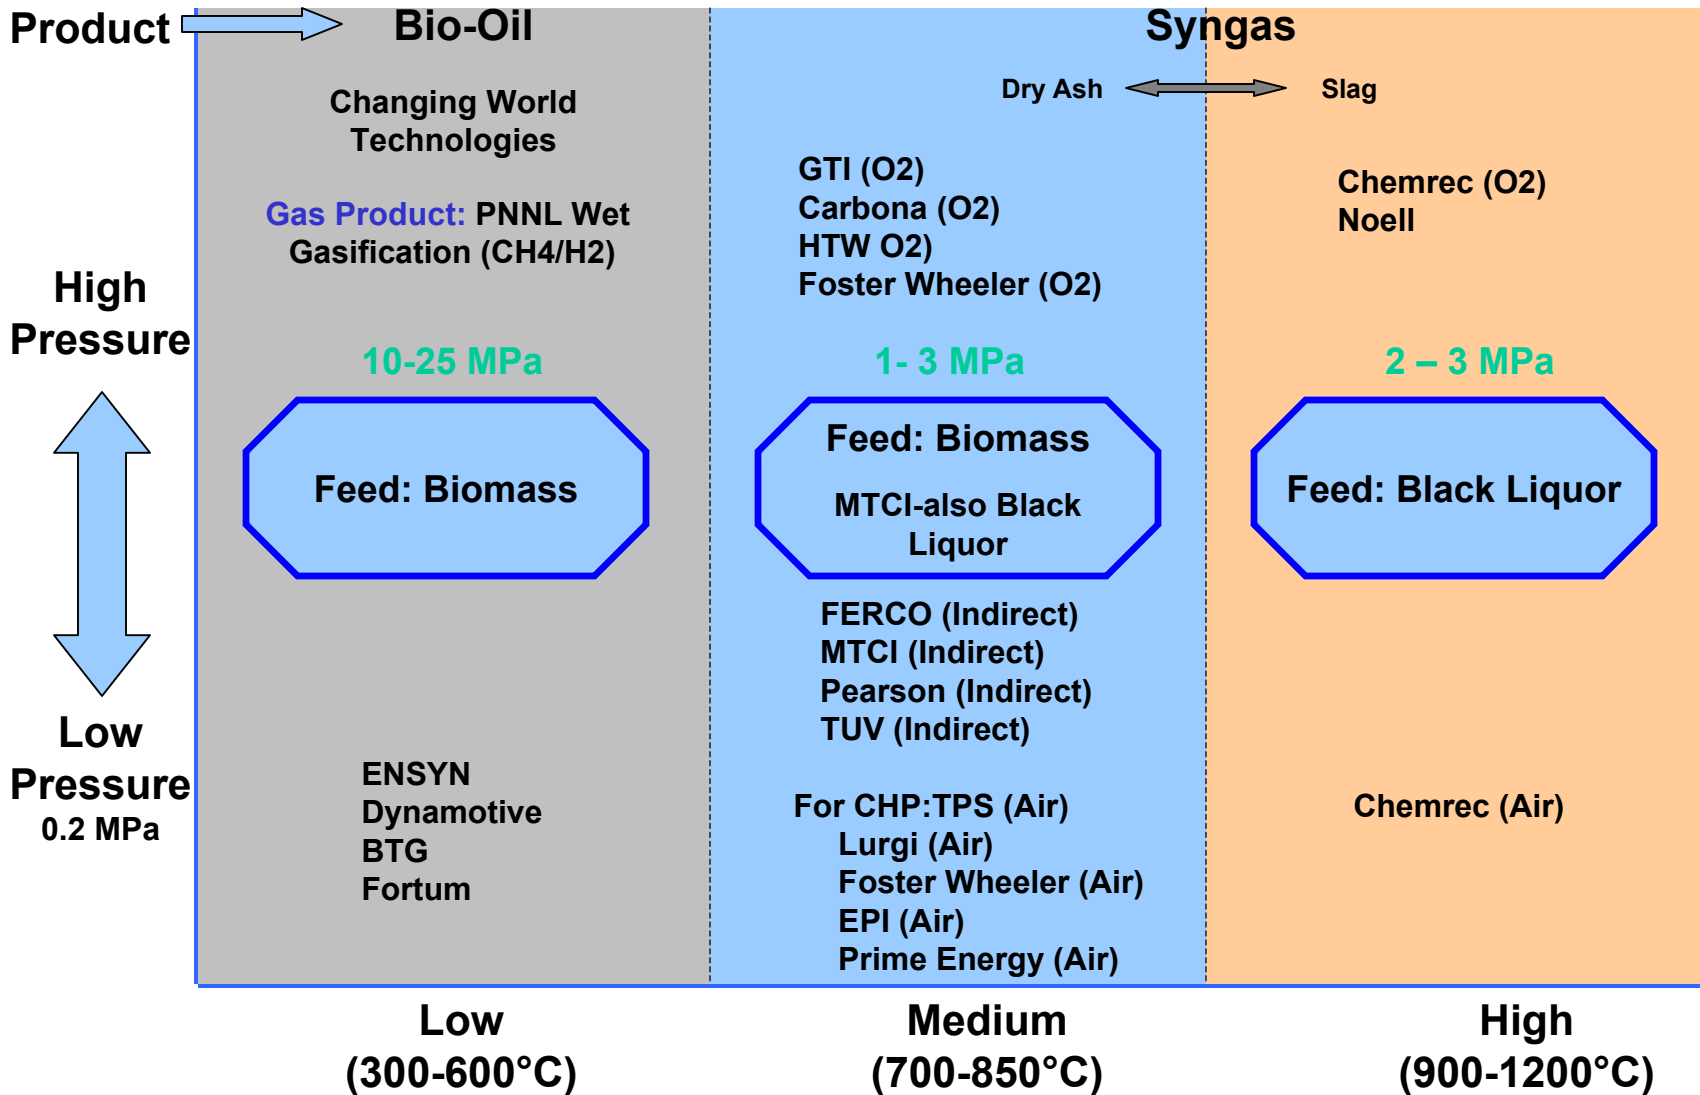 Product
Bio-Oil
Syngas
Dry Ash
Slag
Changing World
Technologies
Gas Product: PNNL Wet
Gasification (CH4/H2)
GTI (O2)
Carbona (O2)
HTW O2)
Foster Wheeler (O2)
Chemrec (O2)
Noell
High
Pressure
10-25 MPa
1- 3 MPa
2 – 3 MPa
Feed: Biomass
Feed: Biomass
MTCI-also Black
Liquor
Feed: Black Liquor
FERCO (Indirect)
MTCI (Indirect)
Pearson (Indirect)
TUV (Indirect)
Low
Pressure
0.2 MPa
ENSYN
Dynamotive
BTG
Fortum
For CHP:TPS (Air)
Lurgi (Air)
Foster Wheeler (Air)
EPI (Air)
Prime Energy (Air)
Chemrec (Air)
Low
(300-600°C)
Medium
(700-850°C)
High
(900-1200°C)